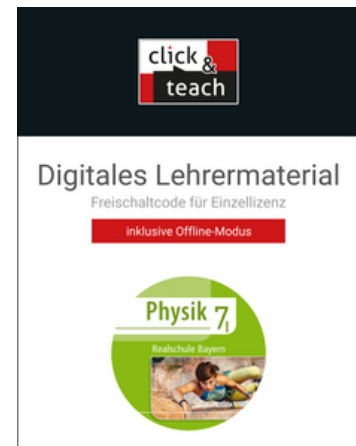 click &
teach
Digitales Lehrermaterial
Freischaltcode für Einzellizenz
inklusive Offline-Modus
Physik 7 I
Realschule Bayern